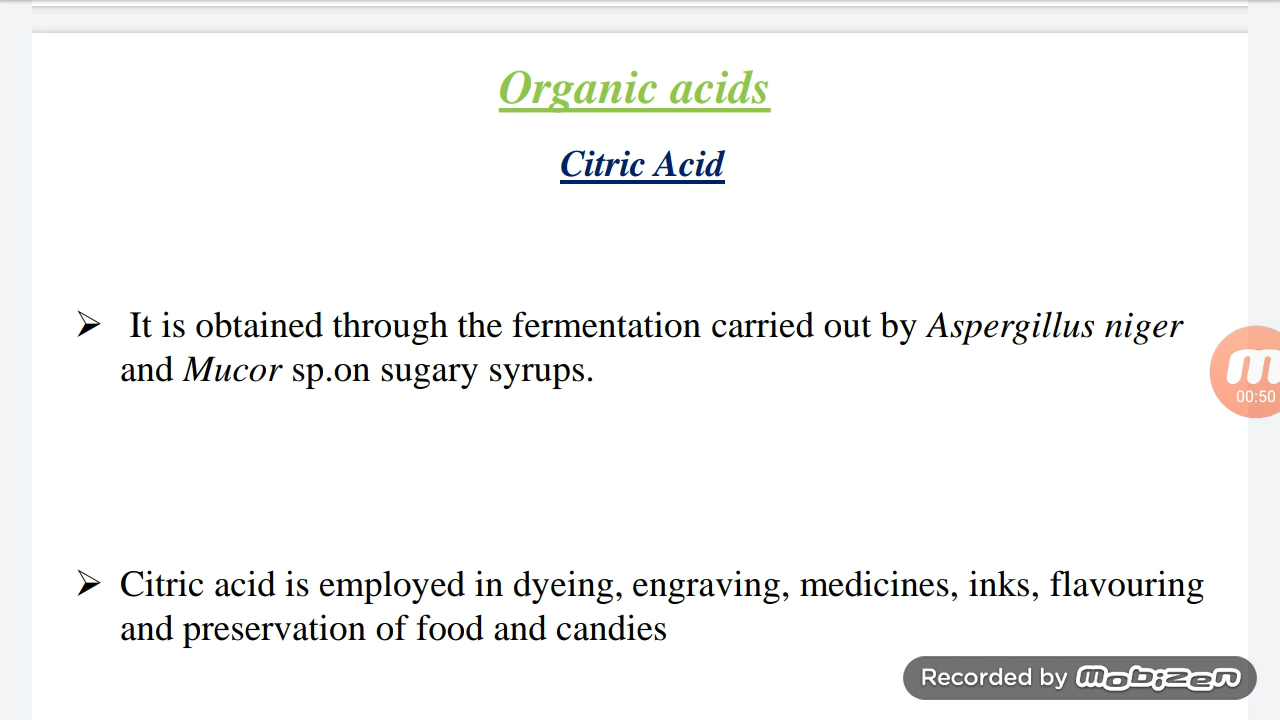 Organic acids
Citric Acid
➢ It is obtained through the fermentation carried out by Aspergillus niger
and Mucor sp.on sugary syrups.
00:50
➢ Citric acid is employed in dyeing, engraving, medicines, inks, flavouring
and preservation of food and candies
Recorded by mobizen